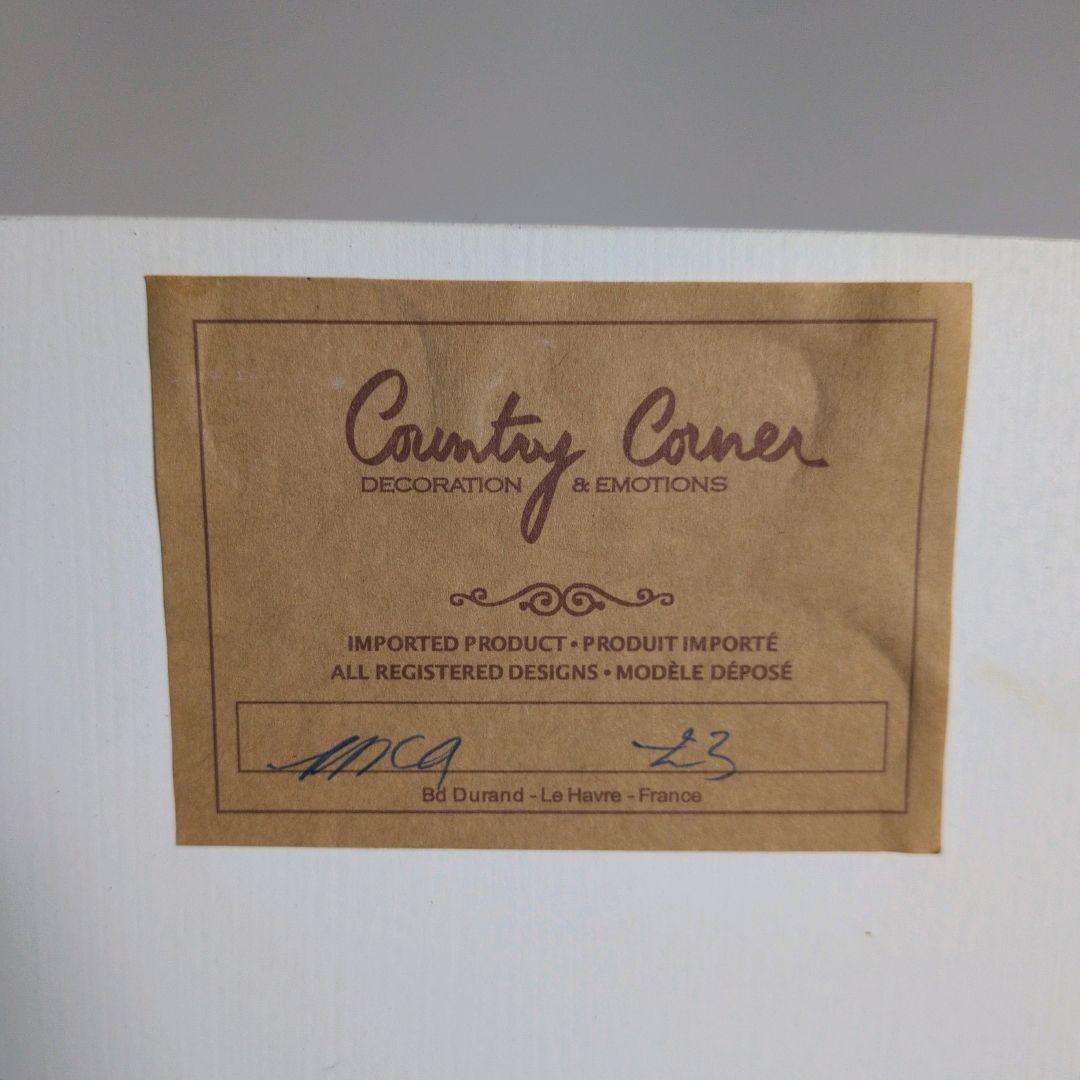 Country Corner
DECORATION & EMOTIONS
IMPORTED PRODUCT • PRODUIT IMPORTÉ
ALL REGISTERED DESIGNS • MODÈLE DÉPOSÉ
Bd Durand - Le Havre - France